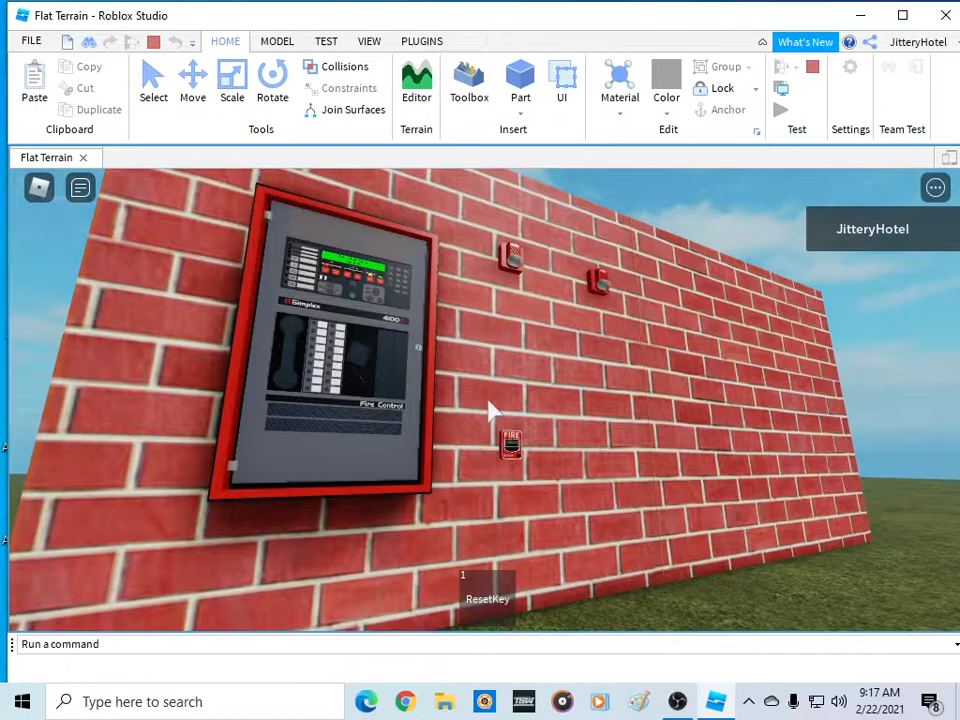 Flat Terrain - Roblox Studio
FILE
HOME
MODEL
TEST
VIEW
PLUGINS
What's New
JitteryHotel
Paste
Copy
Cut
Duplicate
Clipboard
Select
Move
Scale
Rotate
Collisions
Constraints
Join Surfaces
Tools
Editor
Terrain
Toolbox
Part
UI
Insert
Material
Color
Group
Lock
Anchor
Edit
Test
Settings
Team Test
Flat Terrain
JitteryHotel
Simplex
4100
Fire Control
FIRE
1
ResetKey
Run a command
Type here to search
TSW
9:17 AM
2/22/2021
8